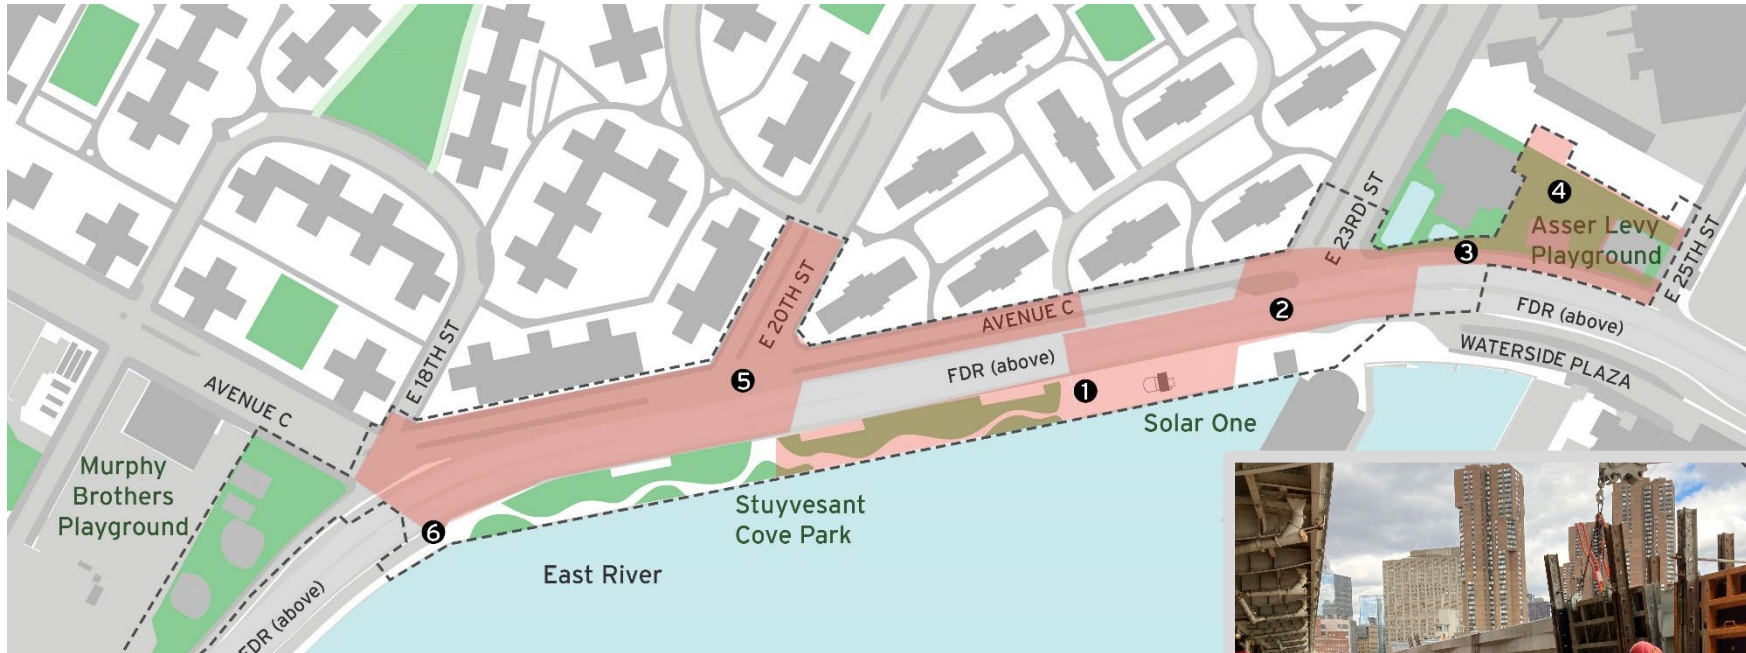 E 23RD ST
4
Asser Levy
Playground
3
E 25TH ST
E 20TH ST
2
AVENUE C
FDR (above)
FDR (above)
WATERSIDE PLAZA
E 18TH ST
5
1
AVENUE C
Solar One
Murphy
Brothers
Playground
Stuyvesant
Cove Park
6
East River
FDR (above)